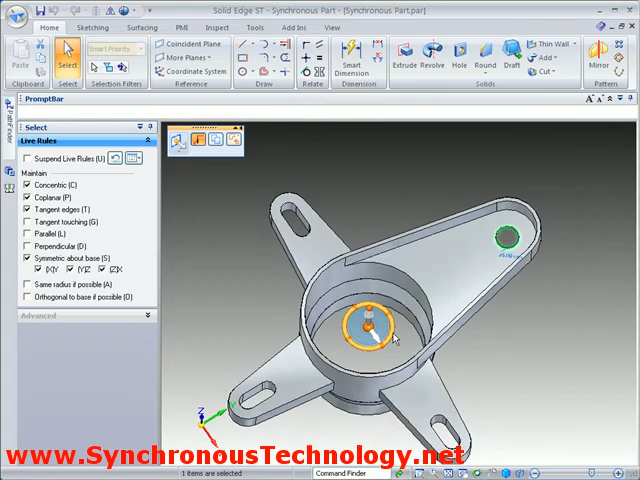 Solid Edge ST - Synchronous Part - [Synchronous Part.par]
Home Sketching Surfacing PMI Inspect Tools Add Ins View
Paste
Select
Smart Priority
Coincident Plane
More Planes
Coordinate System
Smart Dimension
Extrude Revolve Hole Round Draft
Thin Wall
Add
Cut
Mirror
Clipboard Select Selection Filters Reference Draw Relate Dimension Solids Pattern
PromptBar
PathFinder
Select
Live Rules
Suspend Live Rules (U)
Maintain
Concentric (C)
Coplanar (P)
Tangent edges (T)
Tangent touching (G)
Parallel (L)
Perpendicular (D)
Symmetric about base (S)
(X)Y (Y)Z (Z)X
Same radius if possible (A)
Orthogonal to base if possible (O)
Advanced
Z
www.SynchronousTechnology.net
1 items are selected
Command Finder